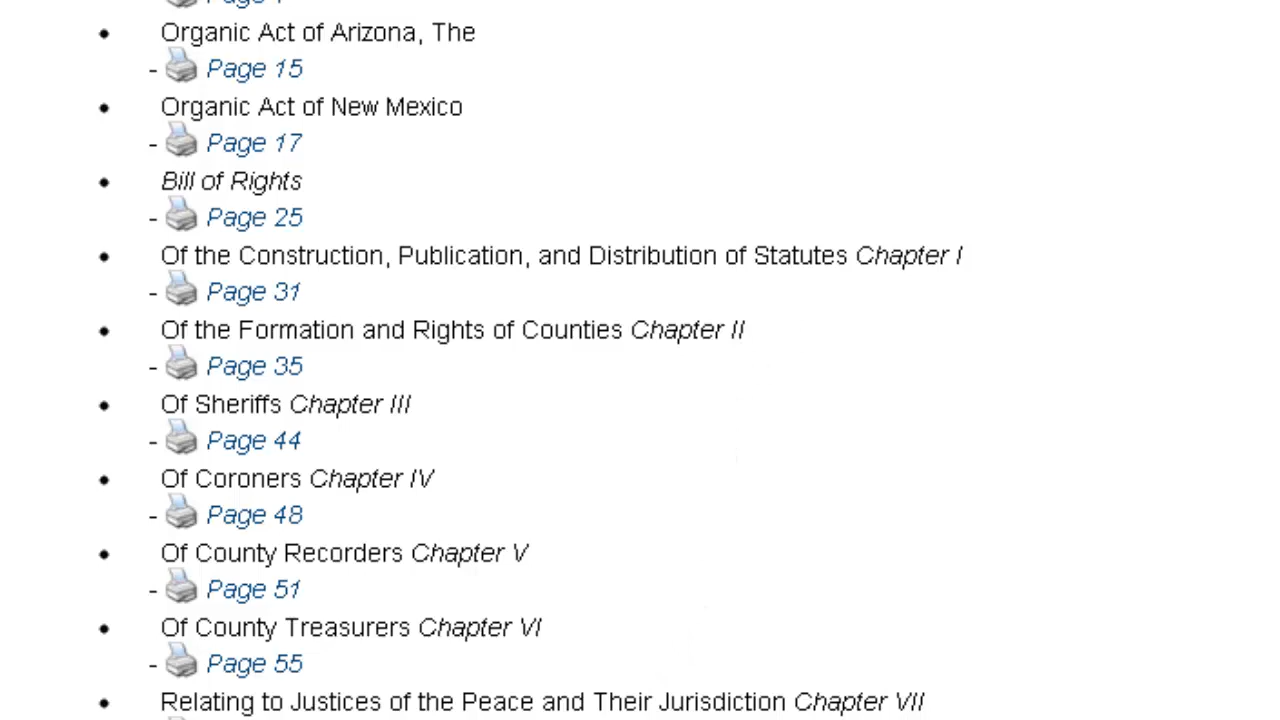 Organic Act of Arizona, The
- Page 15
Organic Act of New Mexico
- Page 17
Bill of Rights
- Page 25
Of the Construction, Publication, and Distribution of Statutes Chapter I
- Page 31
Of the Formation and Rights of Counties Chapter II
- Page 35
Of Sheriffs Chapter III
- Page 44
Of Coroners Chapter IV
- Page 48
Of County Recorders Chapter V
- Page 51
Of County Treasurers Chapter VI
- Page 55
Relating to Justices of the Peace and Their Jurisdiction Chapter VII